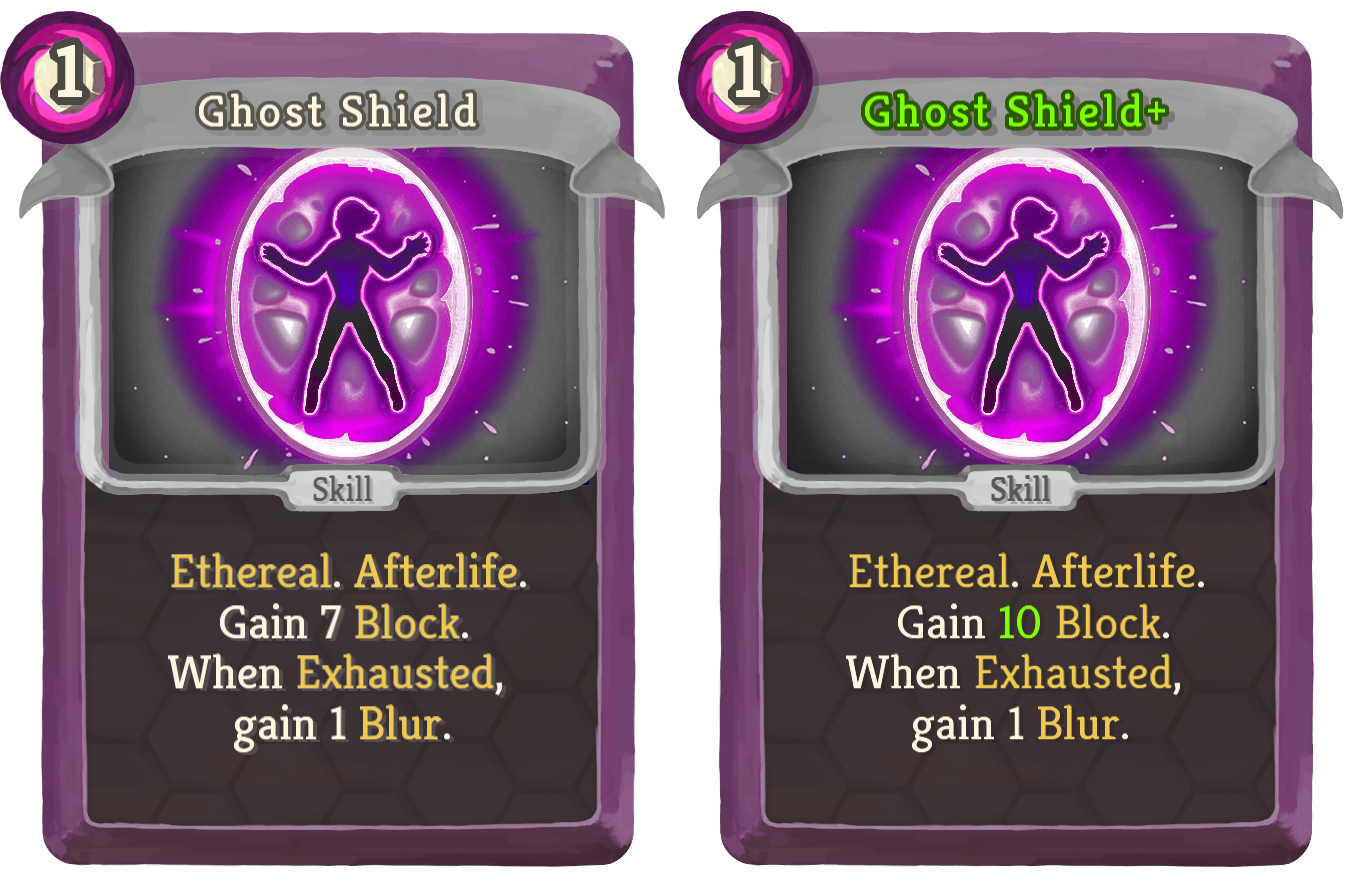 1
Ghost Shield
Skill
Ethereal. Afterlife.
Gain 7 Block.
When Exhausted,
gain 1 Blur.
1
Ghost Shield+
Skill
Ethereal. Afterlife.
Gain 10 Block.
When Exhausted,
gain 1 Blur.